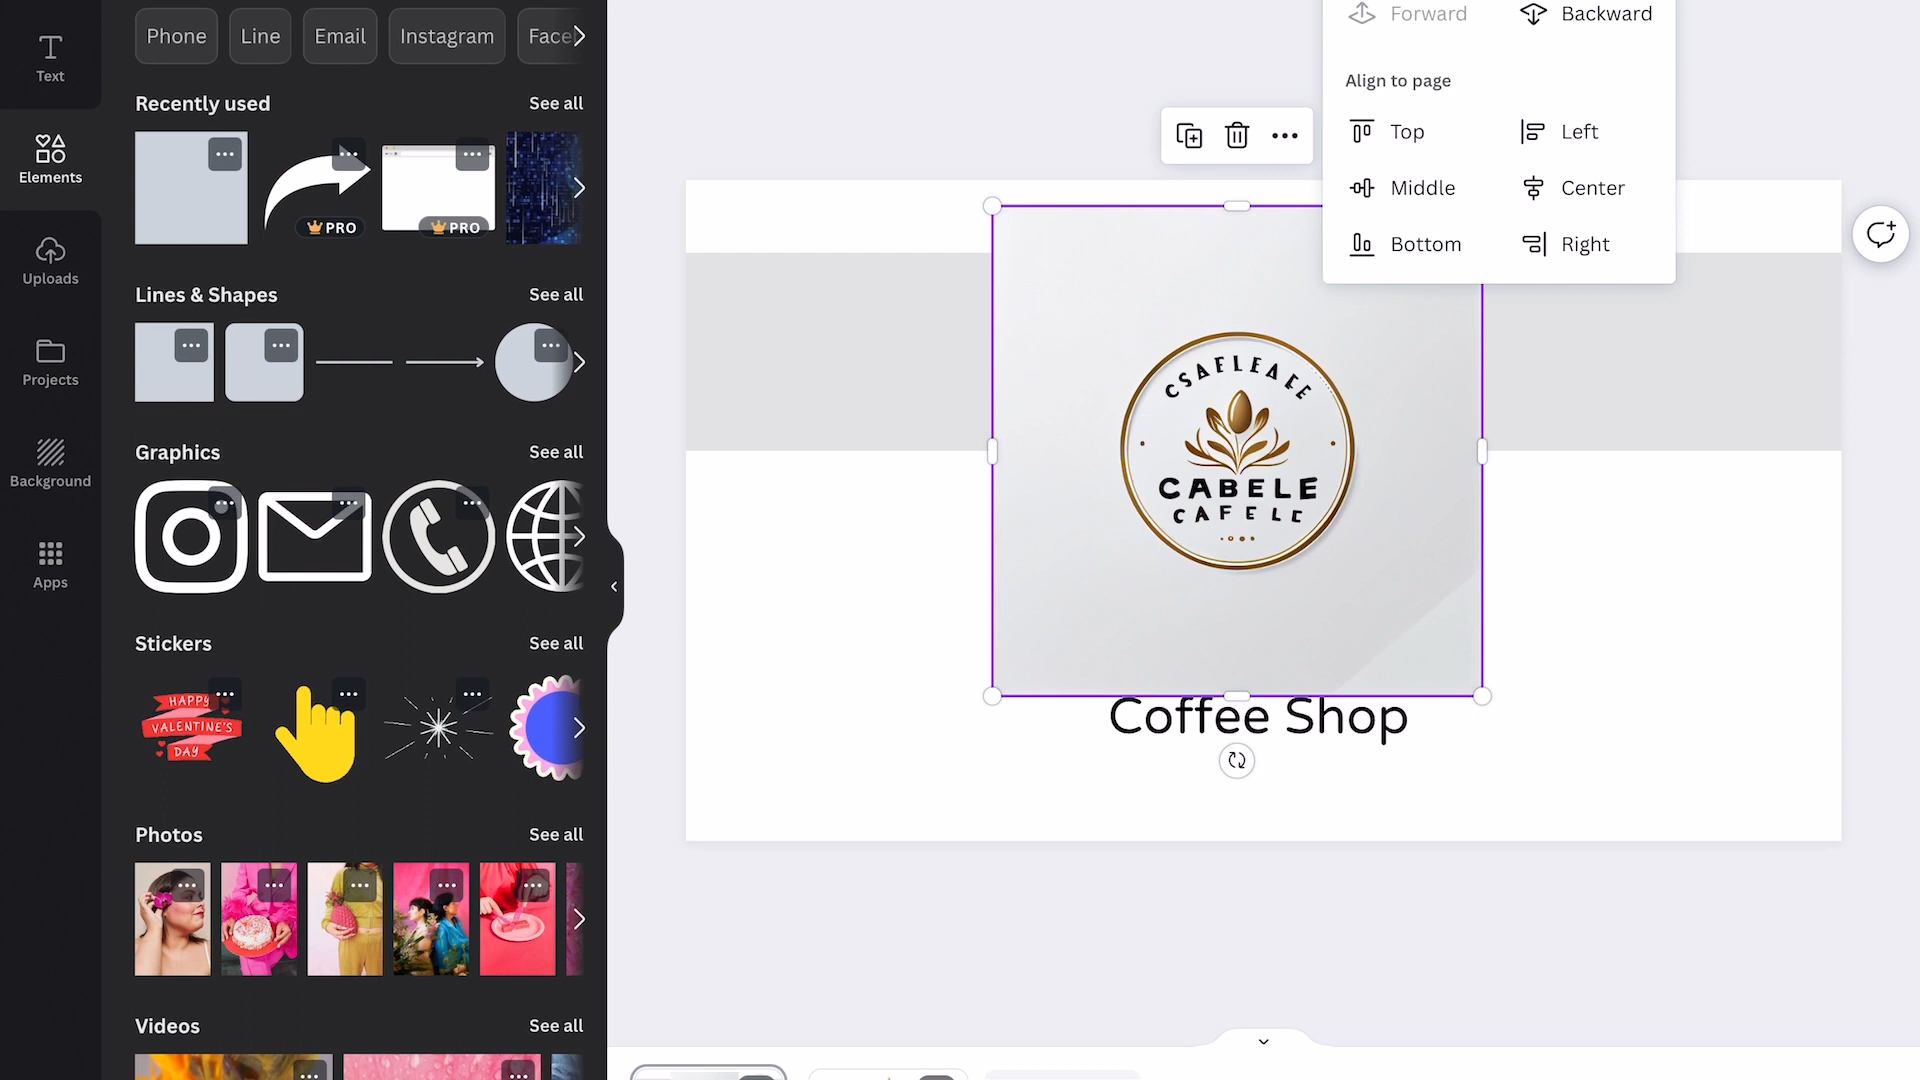 Text
Elements
Uploads
Projects
Background
Apps
Phone
Line
Email
Instagram
Face
Recently used
See all
PRO
PRO
Lines & Shapes
See all
Graphics
See all
Stickers
See all
HAPPY
VALENTINE'S
DAY
Photos
See all
Videos
See all
Forward
Backward
Align to page
Top
Left
Middle
Center
Bottom
Right
CSAFLEAFE
CABELE
CAFELC
Coffee Shop